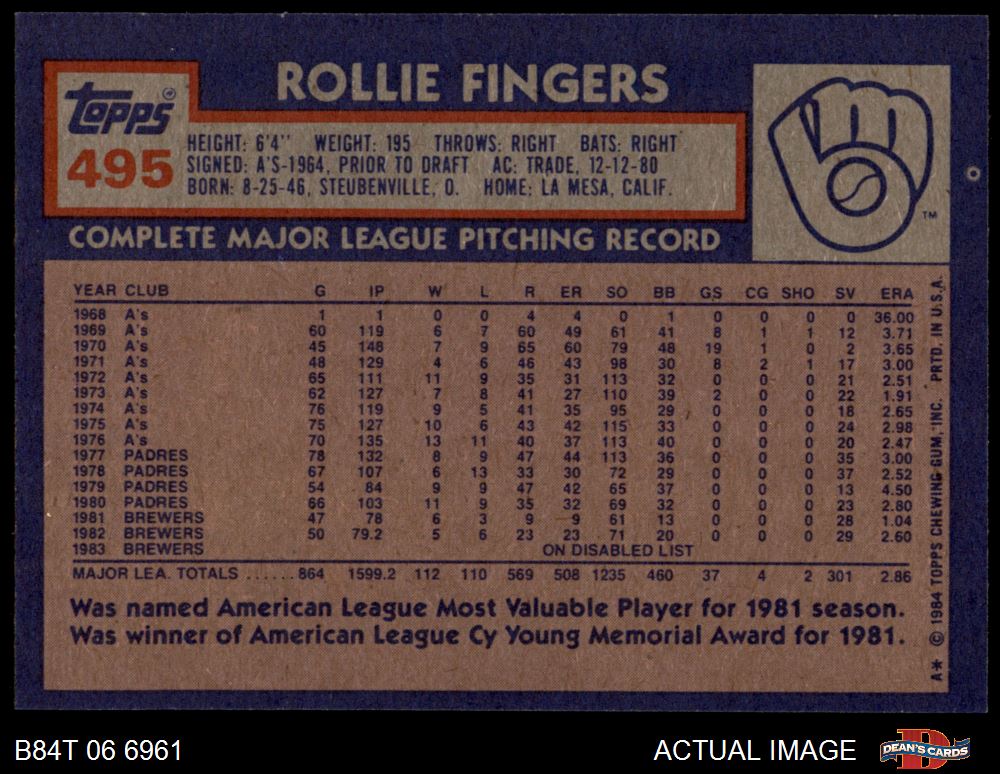 ROLLIE FINGERS
Topps
495
HEIGHT: 6'4" WEIGHT: 195 THROWS: RIGHT BATS: RIGHT
SIGNED: A'S-1964, PRIOR TO DRAFT AC: TRADE, 12-12-80
BORN: 8-25-46, STEUBENVILLE, O. HOME: LA MESA, CALIF.
TM
COMPLETE MAJOR LEAGUE PITCHING RECORD
YEAR CLUB G IP W L R ER SO BB GS CG SHO SV ERA
1968 A's 1 1 0 0 4 4 0 1 0 0 0 0 36.00
1969 A's 60 119 6 7 60 49 61 41 8 1 1 12 3.71
1970 A's 45 148 7 9 65 60 79 48 19 1 0 2 3.65
1971 A's 48 129 4 6 46 43 98 30 8 2 1 17 3.00
1972 A's 65 111 11 9 35 31 113 32 0 0 0 21 2.51
1973 A's 62 127 7 8 41 27 110 39 2 0 0 22 1.91
1974 A's 76 119 9 5 41 35 95 29 0 0 0 18 2.65
1975 A's 75 127 10 6 43 42 115 33 0 0 0 24 2.98
1976 A's 70 135 13 11 40 37 113 40 0 0 0 20 2.47
1977 PADRES 78 132 8 9 47 44 113 36 0 0 0 35 3.00
1978 PADRES 67 107 6 13 33 30 72 29 0 0 0 37 2.52
1979 PADRES 54 84 9 9 47 42 65 37 0 0 0 13 4.50
1980 PADRES 66 103 11 9 35 32 69 32 0 0 0 23 2.80
1981 BREWERS 47 78 6 3 9 9 61 13 0 0 0 28 1.04
1982 BREWERS 50 79.2 5 6 23 23 71 20 0 0 0 29 2.60
1983 BREWERS ON DISABLED LIST
MAJOR LEA. TOTALS ...... 864 1599.2 112 110 569 508 1235 460 37 4 2 301 2.86
Was named American League Most Valuable Player for 1981 season.
Was winner of American League Cy Young Memorial Award for 1981.
A* © 1984 TOPPS CHEWING GUM, INC. PRTD. IN U.S.A.
B84T 06 6961
ACTUAL IMAGE
DEAN'S CARDS